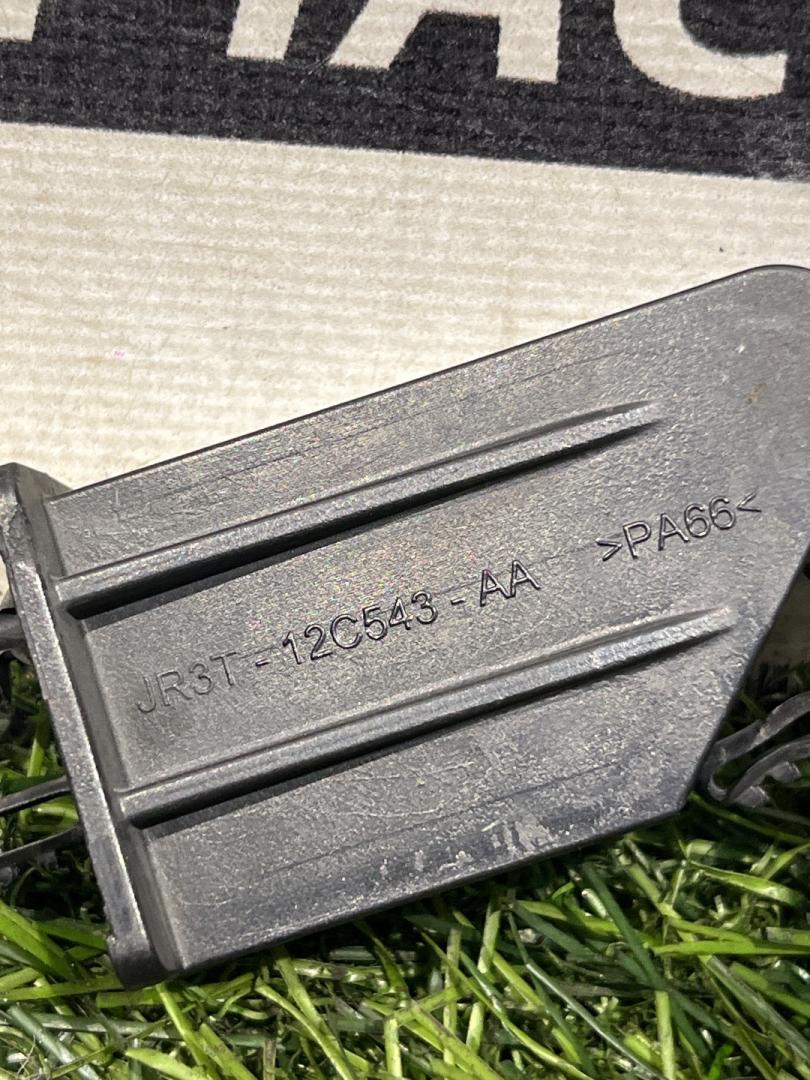 JR3T - 12C543 - AA >PA66<